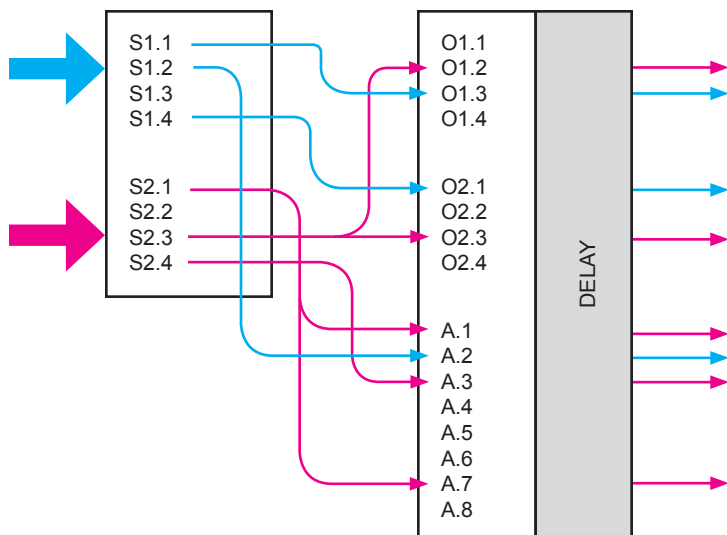 S1.1
S1.2
S1.3
S1.4
S2.1
S2.2
S2.3
S2.4
O1.1
O1.2
O1.3
O1.4
O2.1
O2.2
O2.3
O2.4
A.1
A.2
A.3
A.4
A.5
A.6
A.7
A.8
DELAY